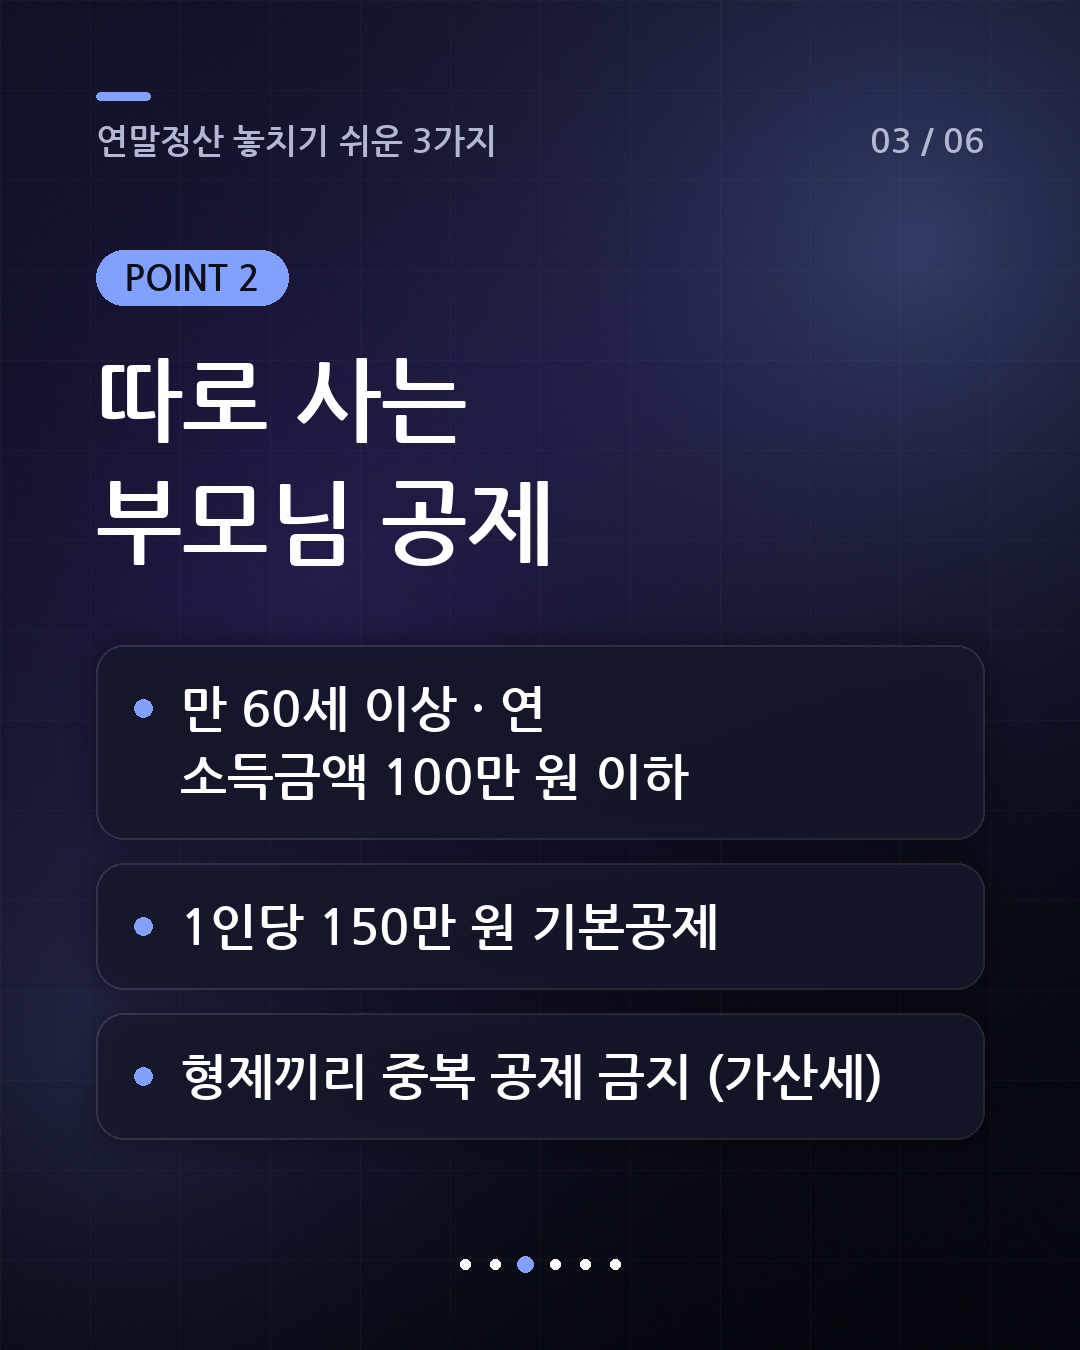 연말정산 놓치기 쉬운 3가지
03 / 06
POINT 2
따로 사는
부모님 공제
만 60세 이상 · 연
소득금액 100만 원 이하
1인당 150만 원 기본공제
형제끼리 중복 공제 금지 (가산세)